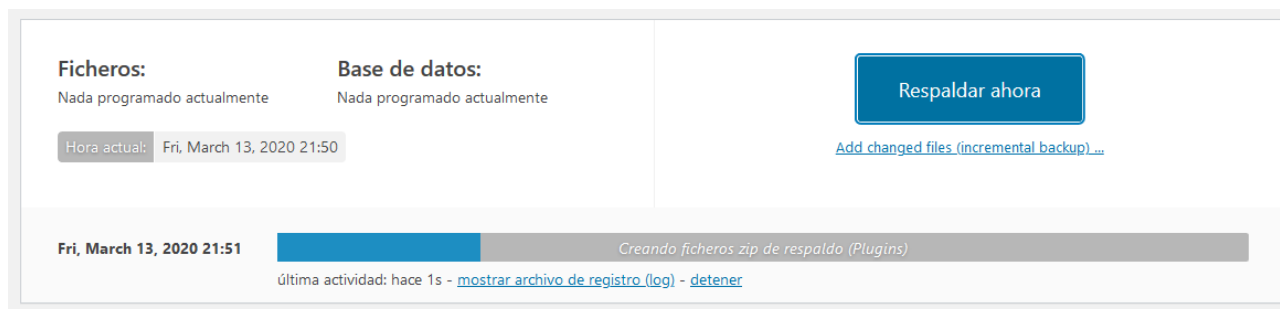 Ficheros:
Nada programado actualmente
Base de datos:
Nada programado actualmente
Hora actual: Fri, March 13, 2020 21:50
Respaldar ahora
Add changed files (incremental backup) ...
Fri, March 13, 2020 21:51
Creando ficheros zip de respaldo (Plugins)
última actividad: hace 1s - mostrar archivo de registro (log) - detener